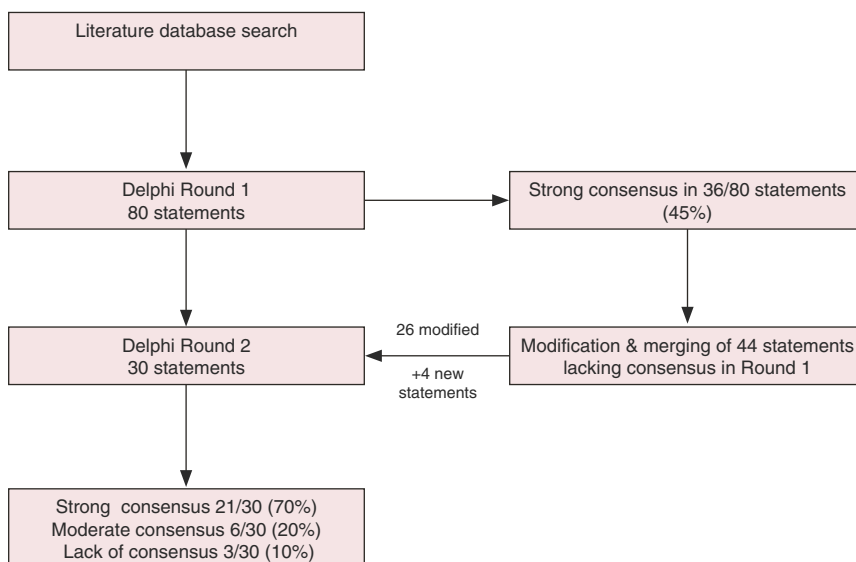 Literature database search
Delphi Round 1
80 statements
Strong consensus in 36/80 statements
(45%)
Delphi Round 2
30 statements
26 modified
+4 new
statements
Modification & merging of 44 statements
lacking consensus in Round 1
Strong consensus 21/30 (70%)
Moderate consensus 6/30 (20%)
Lack of consensus 3/30 (10%)